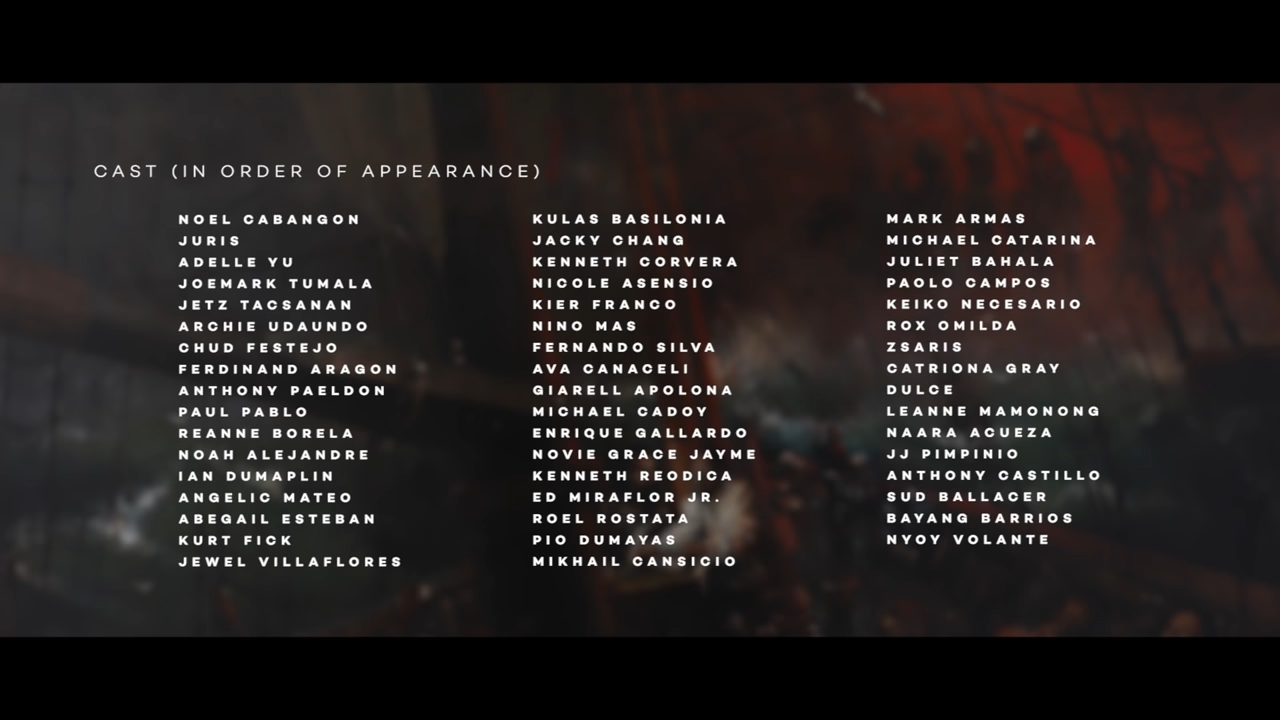 CAST (IN ORDER OF APPEARANCE)
NOEL CABANGON
JURIS
ADELLE YU
JOEMARK TUMALA
JETZ TACSANAN
ARCHIE UDAUNDO
CHUD FESTEJO
FERDINAND ARAGON
ANTHONY PAELDON
PAUL PABLO
REANNE BORELA
NOAH ALEJANDRE
IAN DUMAPLIN
ANGELIC MATEO
ABEGAIL ESTEBAN
KURT FICK
JEWEL VILLAFLORES
KULAS BASILONIA
JACKY CHANG
KENNETH CORVERA
NICOLE ASENSIO
KIER FRANCO
NINO MAS
FERNANDO SILVA
AVA CANACELI
GIARELL APOLONA
MICHAEL CADOY
ENRIQUE GALLARDO
NOVIE GRACE JAYME
KENNETH REODICA
ED MIRAFLOR JR.
ROEL ROSTATA
PIO DUMAYAS
MIKHAIL CANSICIO
MARK ARMAS
MICHAEL CATARINA
JULIET BAHALA
PAOLO CAMPOS
KEIKO NECESARIO
ROX OMILDA
ZSARIS
CATRIONA GRAY
DULCE
LEANNE MAMONONG
NAARA ACUEZA
JJ PIMPINIO
ANTHONY CASTILLO
SUD BALLACER
BAYANG BARRIOS
NYOY VOLANTE